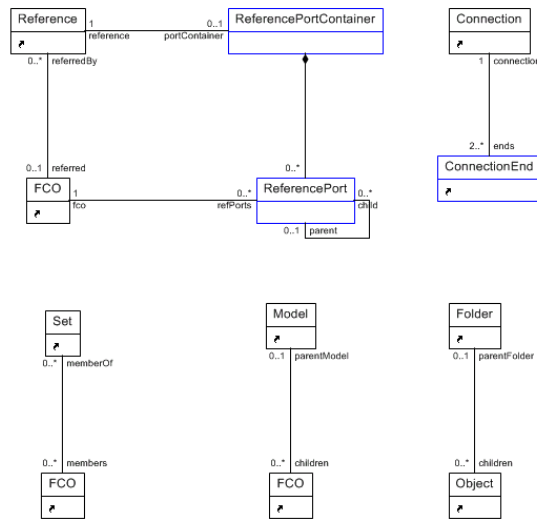 Reference
ReferencePortContainer
Connection
1
0..1
reference
portContainer
0..*
referredBy
1
connection
2..*
ends
ConnectionEnd
0..1
referred
FCO
ReferencePort
1
0..*
0..*
fco
refPorts
child
0..1
parent
Set
Model
Folder
0..*
memberOf
0..1
parentModel
0..1
parentFolder
0..*
members
0..*
children
0..*
children
FCO
FCO
Object